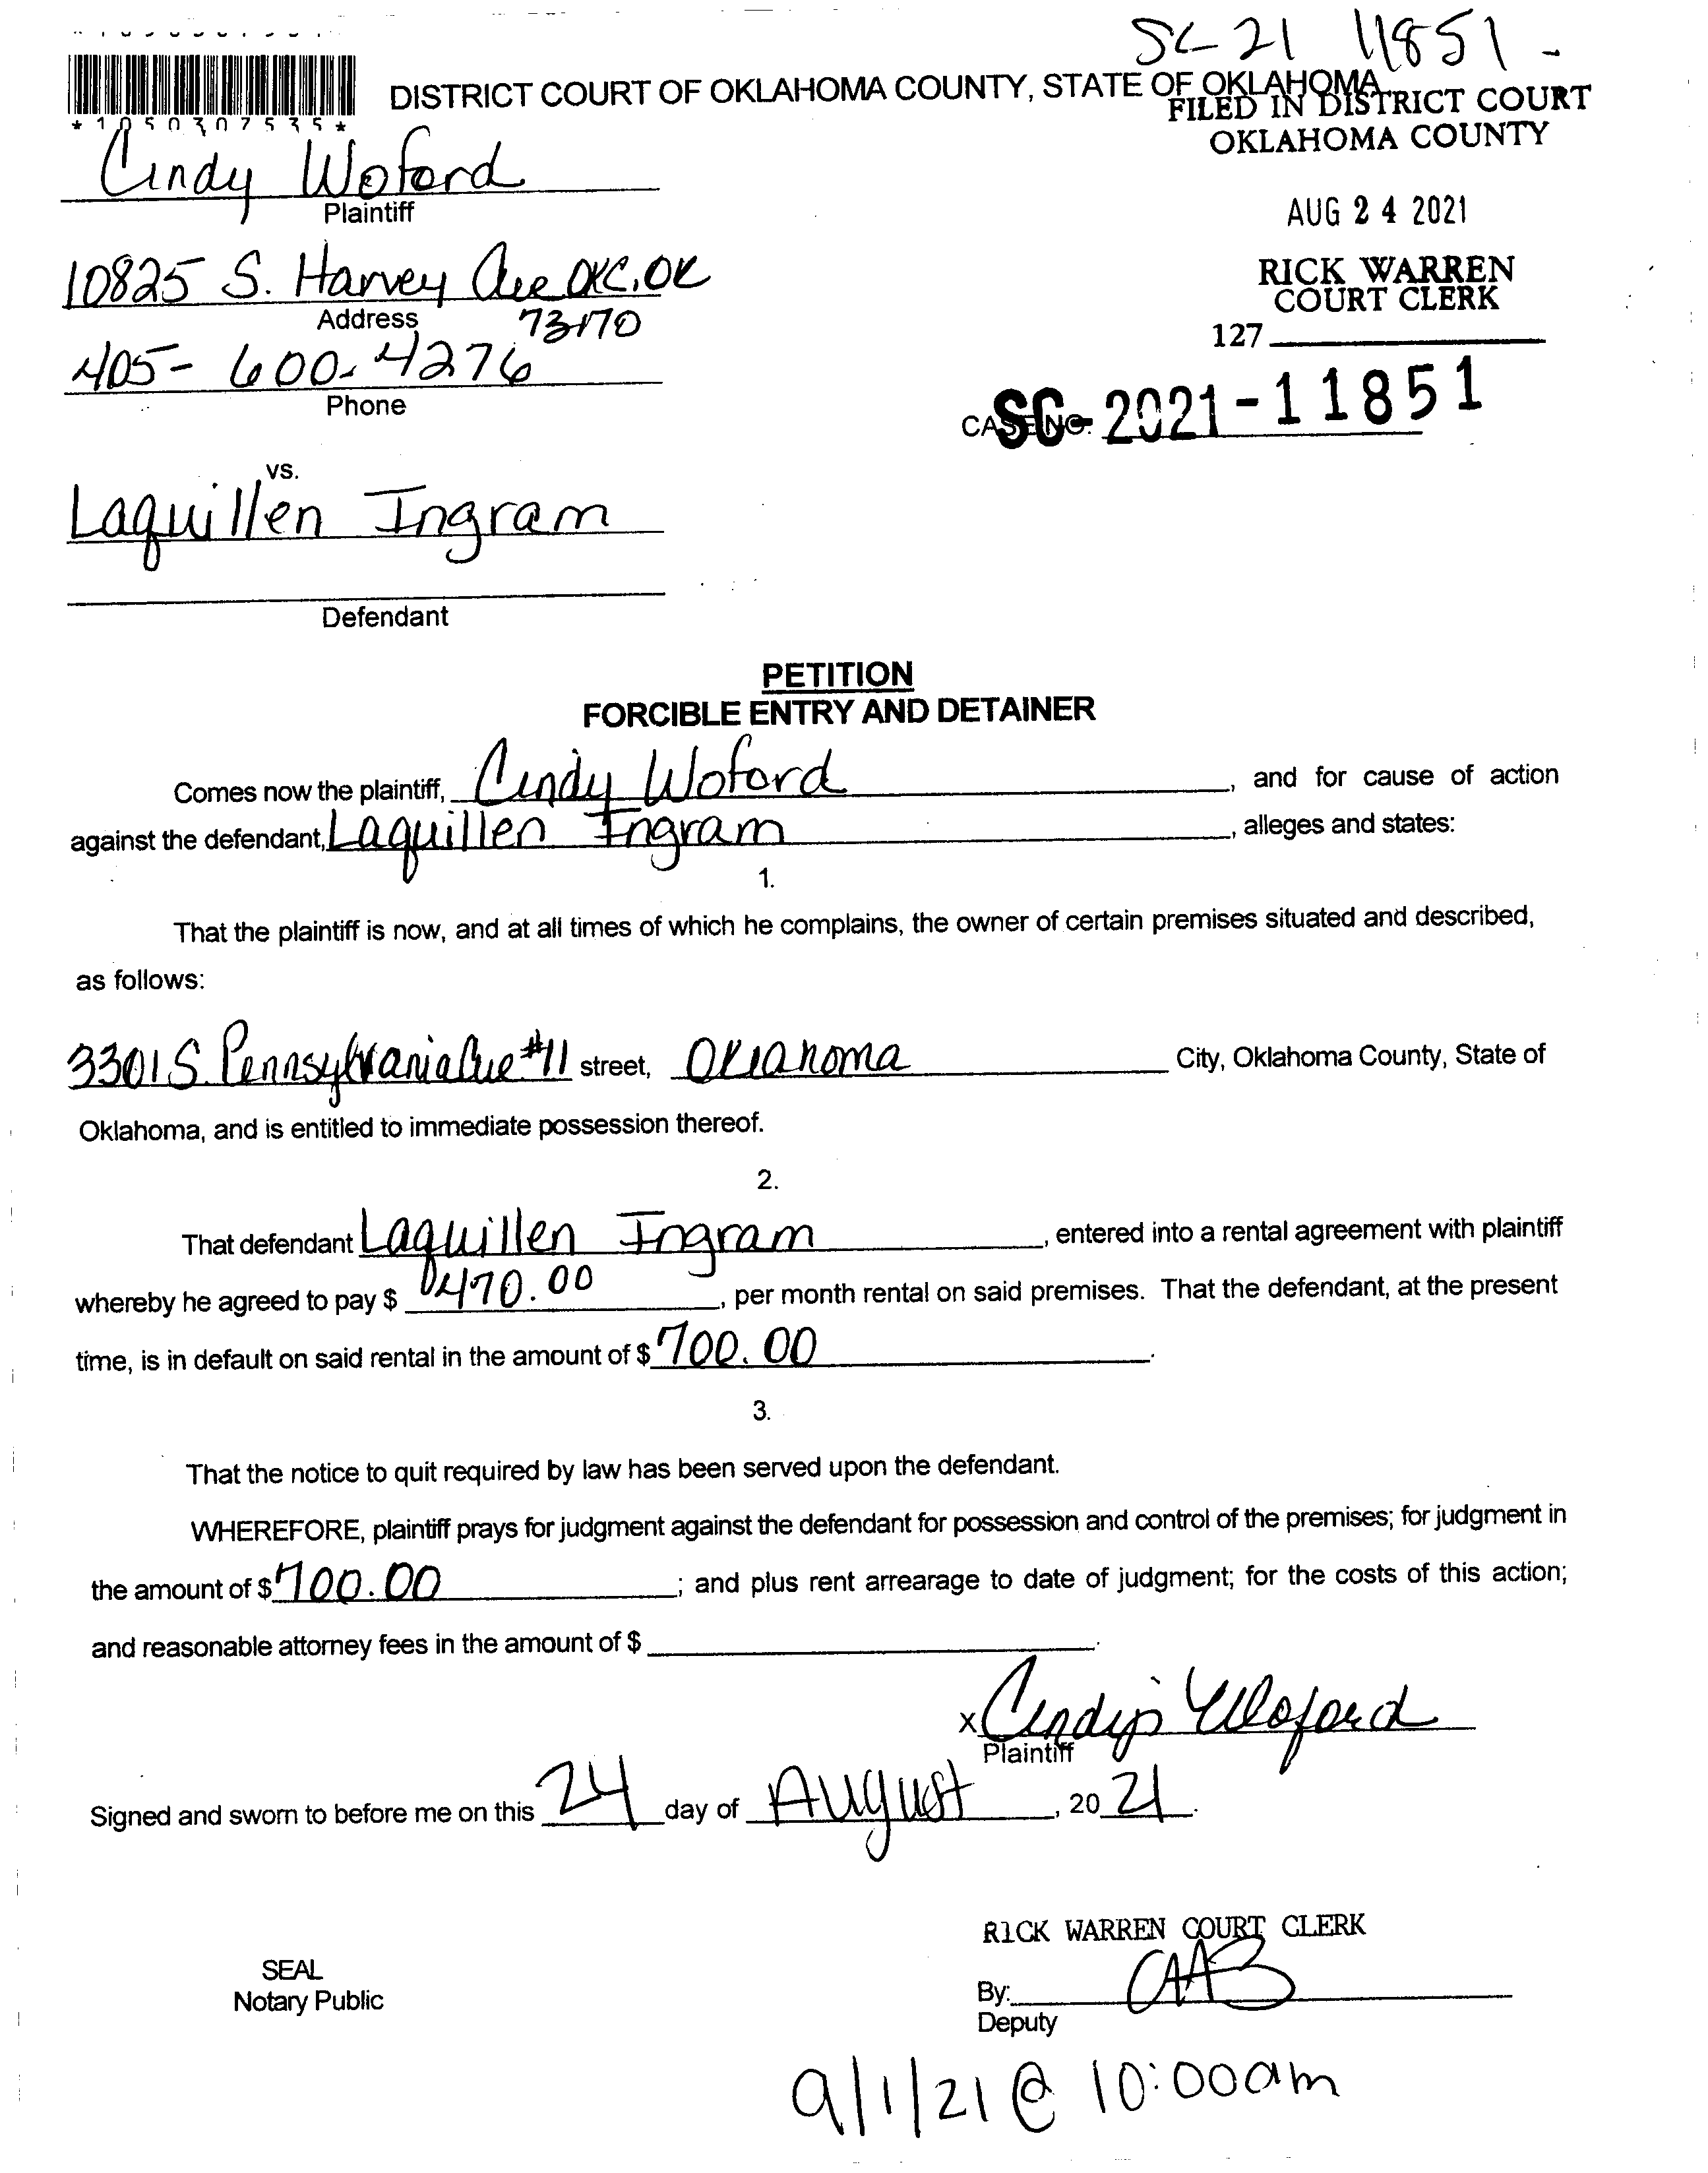 SC-21 11851-
DISTRICT COURT OF OKLAHOMA COUNTY, STATE OF OKLAHOMA
FILED IN DISTRICT COURT
OKLAHOMA COUNTY
*1050307535*
Cindy Woford
Plaintiff
AUG 24 2021
10825 S. Harvey Ave OKC, OK
Address 73170
RICK WARREN
COURT CLERK
127
405-600-4276
Phone
CASE NO. SC-2021-11851
vs.
Laquillen Ingram
Defendant
PETITION
FORCIBLE ENTRY AND DETAINER
Comes now the plaintiff, Cindy Woford, and for cause of action
against the defendant, Laquillen Ingram, alleges and states:
1.
That the plaintiff is now, and at all times of which he complains, the owner of certain premises situated and described,
as follows:
3301 S. Pennsylvania Ave #11 street, Oklahoma City, Oklahoma County, State of
Oklahoma, and is entitled to immediate possession thereof.
2.
That defendant Laquillen Ingram, entered into a rental agreement with plaintiff
whereby he agreed to pay $ 470.00, per month rental on said premises. That the defendant, at the present
time, is in default on said rental in the amount of $ 700.00.
3.
That the notice to quit required by law has been served upon the defendant.
WHEREFORE, plaintiff prays for judgment against the defendant for possession and control of the premises; for judgment in
the amount of $ 700.00; and plus rent arrearage to date of judgment; for the costs of this action;
and reasonable attorney fees in the amount of $ .
x Cindy Woford
Plaintiff
Signed and sworn to before me on this 24 day of August, 20 21.
RICK WARREN COURT CLERK
SEAL
Notary Public
By: CAAB
Deputy
9/1/21 @ 10:00am